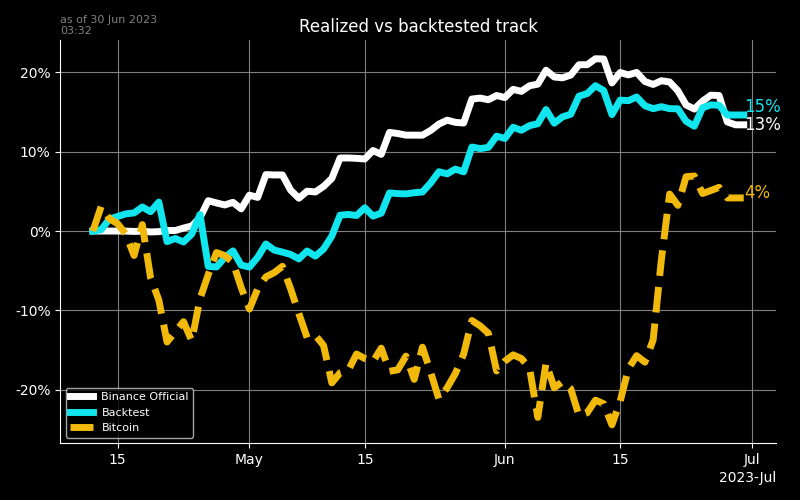 as of 30 Jun 2023
03:32
Realized vs backtested track
20%
10%
0%
-10%
-20%
15%
13%
4%
Binance Official
Backtest
Bitcoin
15
May
15
Jun
15
Jul
2023-Jul